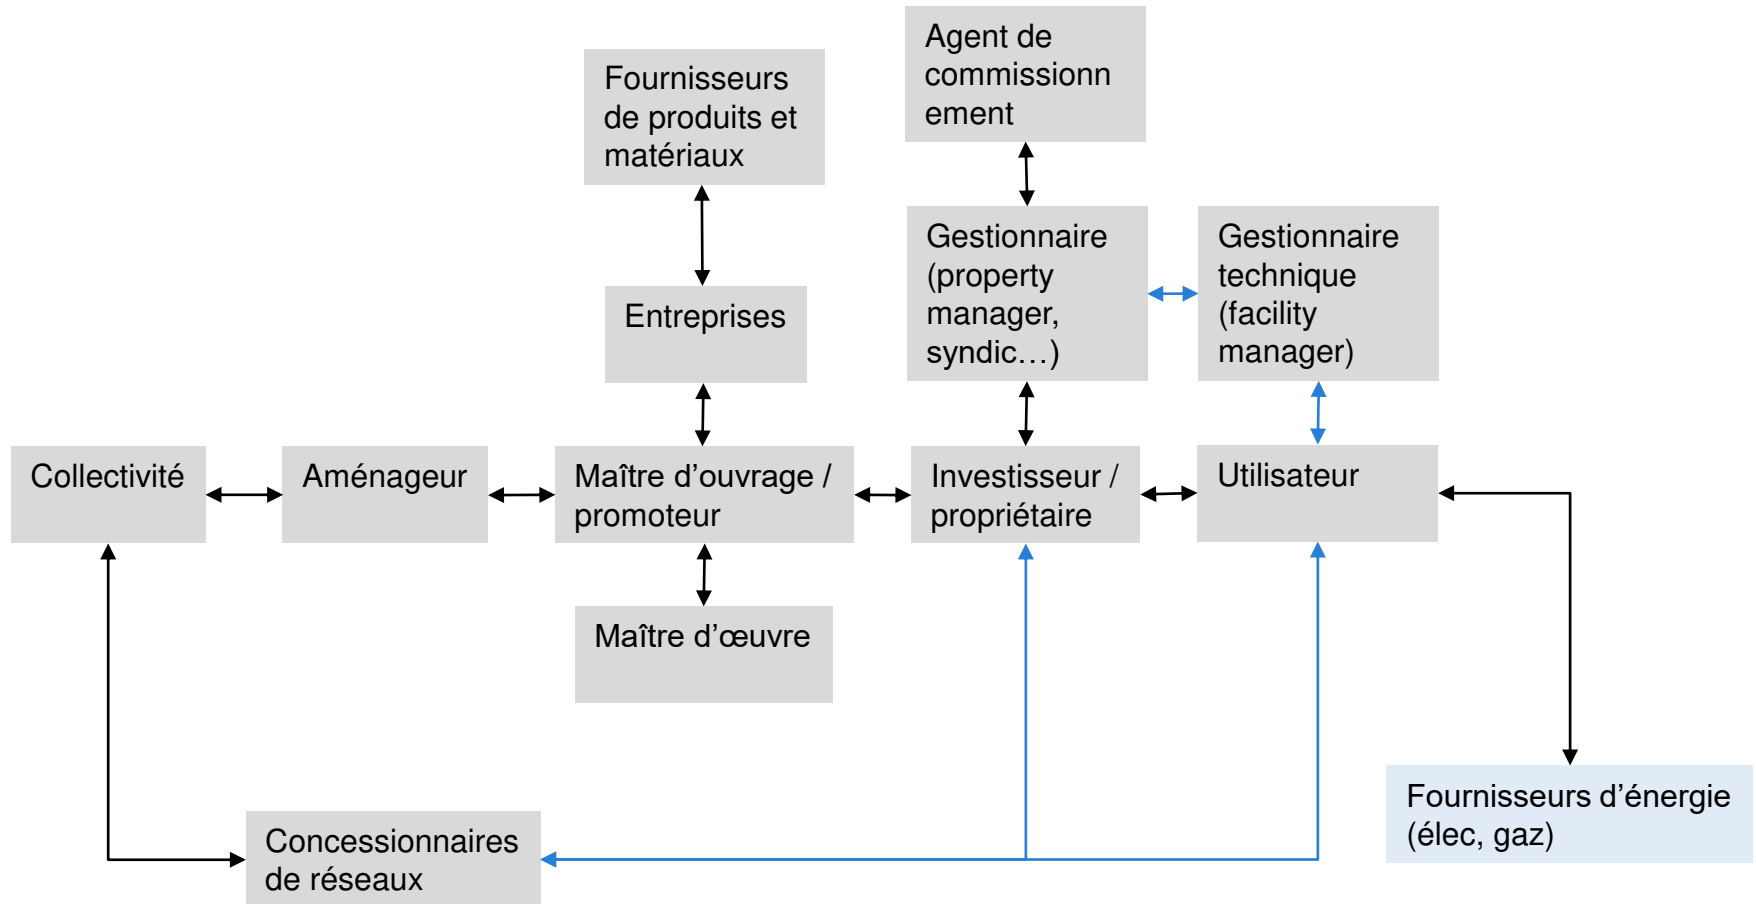 Agent de
commissionn
ement
Fournisseurs
de produits et
matériaux
Gestionnaire
(property
manager,
syndic…)
Gestionnaire
technique
(facility
manager)
Entreprises
Collectivité
Aménageur
Maître d’ouvrage /
promoteur
Investisseur /
propriétaire
Utilisateur
Maître d’œuvre
Fournisseurs d’énergie
(élec, gaz)
Concessionnaires
de réseaux